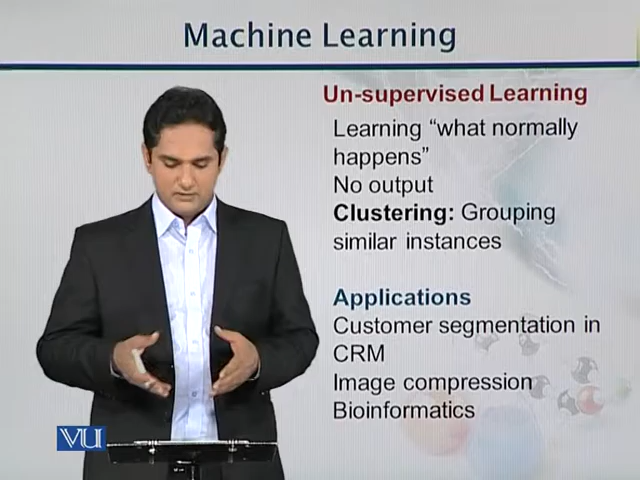 Machine Learning
Un-supervised Learning
Learning “what normally
happens”
No output
Clustering: Grouping
similar instances
Applications
Customer segmentation in
CRM
Image compression
Bioinformatics
VU